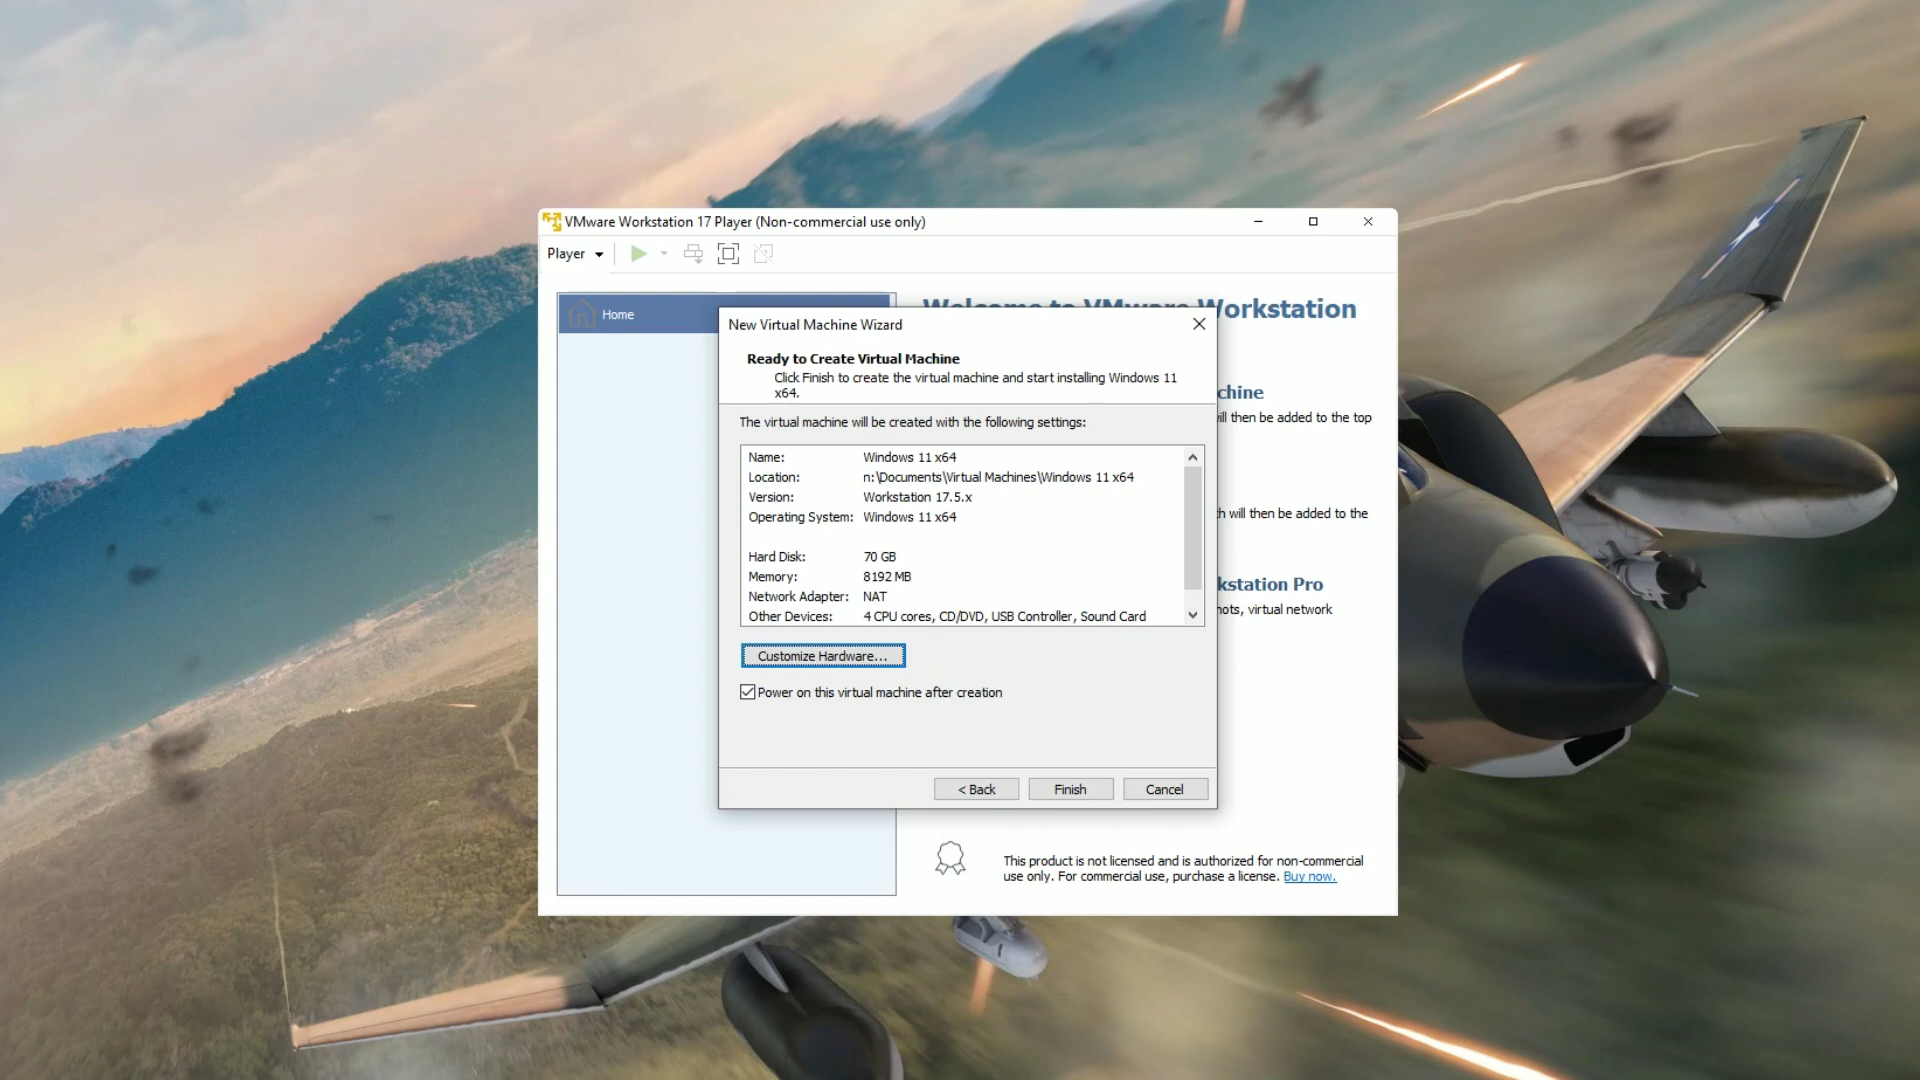 VMware Workstation 17 Player (Non-commercial use only)
Player
Home
Workstation
chine
ill then be added to the top
h will then be added to the
kstation Pro
hots, virtual network
New Virtual Machine Wizard
Ready to Create Virtual Machine
Click Finish to create the virtual machine and start installing Windows 11
x64.
The virtual machine will be created with the following settings:
Name: Windows 11 x64
Location: n:\Documents\Virtual Machines\Windows 11 x64
Version: Workstation 17.5.x
Operating System: Windows 11 x64
Hard Disk: 70 GB
Memory: 8192 MB
Network Adapter: NAT
Other Devices: 4 CPU cores, CD/DVD, USB Controller, Sound Card
Customize Hardware...
Power on this virtual machine after creation
< Back
Finish
Cancel
This product is not licensed and is authorized for non-commercial
use only. For commercial use, purchase a license. Buy now.